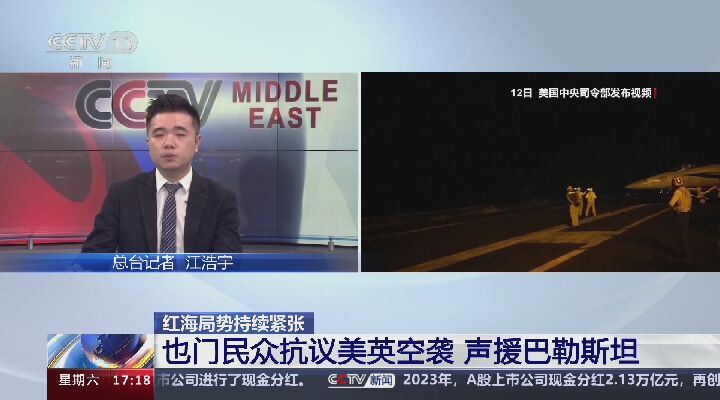 CCTV 13
新闻
CCTV MIDDLE
EAST
12日 美国中央司令部发布视频
总台记者 江浩宇
红海局势持续紧张
也门民众抗议美英空袭 声援巴勒斯坦
星期六 17:18 市公司进行了现金分红。 CCTV 新闻 2023年，A股上市公司现金分红2.13万亿元，再创